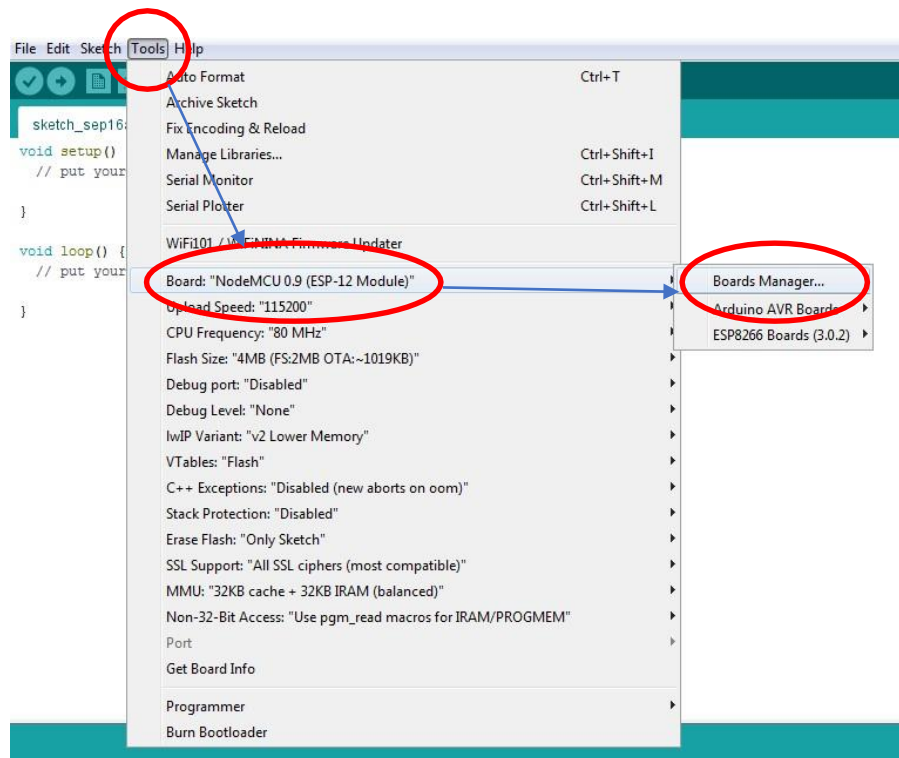 File Edit Sketch Tools Help
Auto Format Ctrl+T
Archive Sketch
sketch_sep16a
Fix Encoding & Reload
void setup()
Manage Libraries... Ctrl+Shift+I
// put your
Serial Monitor Ctrl+Shift+M
}
Serial Plotter Ctrl+Shift+L
WiFi101 / WiFiNINA Firmware Updater
void loop() {
// put your
Board: "NodeMCU 0.9 (ESP-12 Module)"
Boards Manager...
}
Upload Speed: "115200"
Arduino AVR Boards
CPU Frequency: "80 MHz"
ESP8266 Boards (3.0.2)
Flash Size: "4MB (FS:2MB OTA:~1019KB)"
Debug port: "Disabled"
Debug Level: "None"
lwIP Variant: "v2 Lower Memory"
VTables: "Flash"
C++ Exceptions: "Disabled (new aborts on oom)"
Stack Protection: "Disabled"
Erase Flash: "Only Sketch"
SSL Support: "All SSL ciphers (most compatible)"
MMU: "32KB cache + 32KB IRAM (balanced)"
Non-32-Bit Access: "Use pgm_read macros for IRAM/PROGMEM"
Port
Get Board Info
Programmer
Burn Bootloader